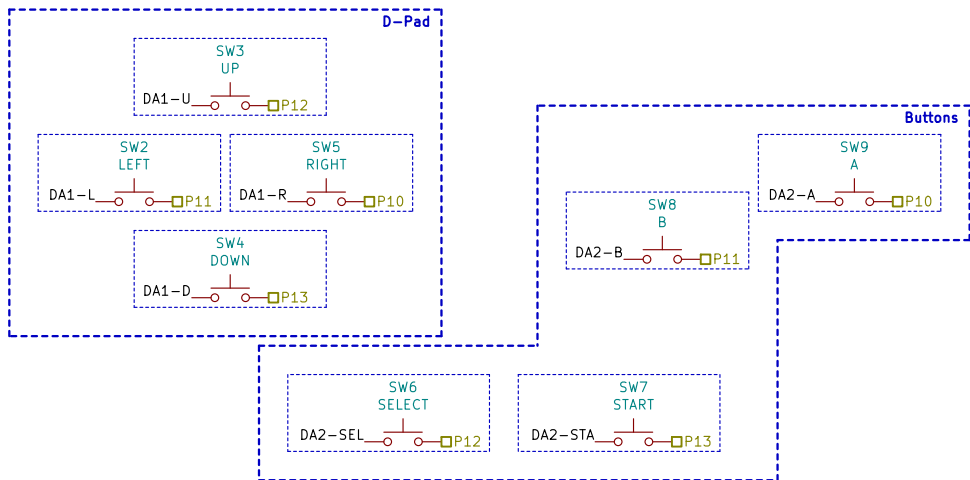 D-Pad
SW3
UP
DA1-U P12
SW2
LEFT
DA1-L P11
SW5
RIGHT
DA1-R P10
SW4
DOWN
DA1-D P13
Buttons
SW9
A
DA2-A P10
SW8
B
DA2-B P11
SW6
SELECT
DA2-SEL P12
SW7
START
DA2-STA P13